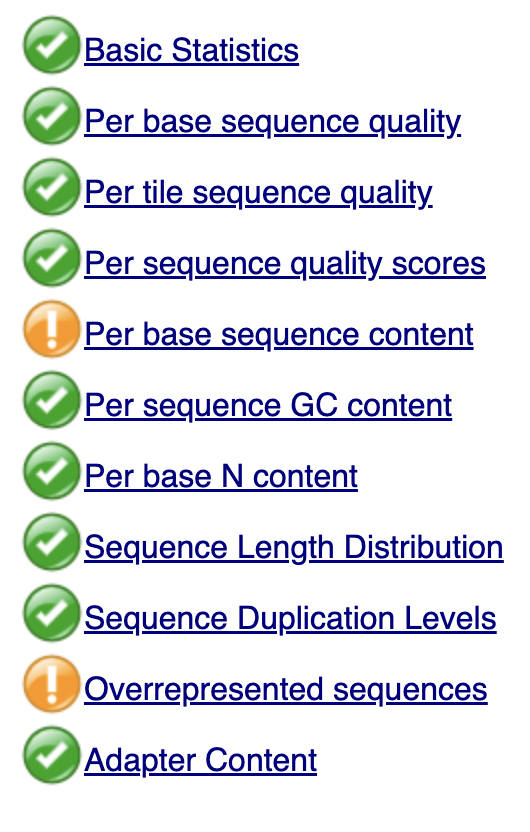 Basic Statistics
Per base sequence quality
Per tile sequence quality
Per sequence quality scores
Per base sequence content
Per sequence GC content
Per base N content
Sequence Length Distribution
Sequence Duplication Levels
Overrepresented sequences
Adapter Content